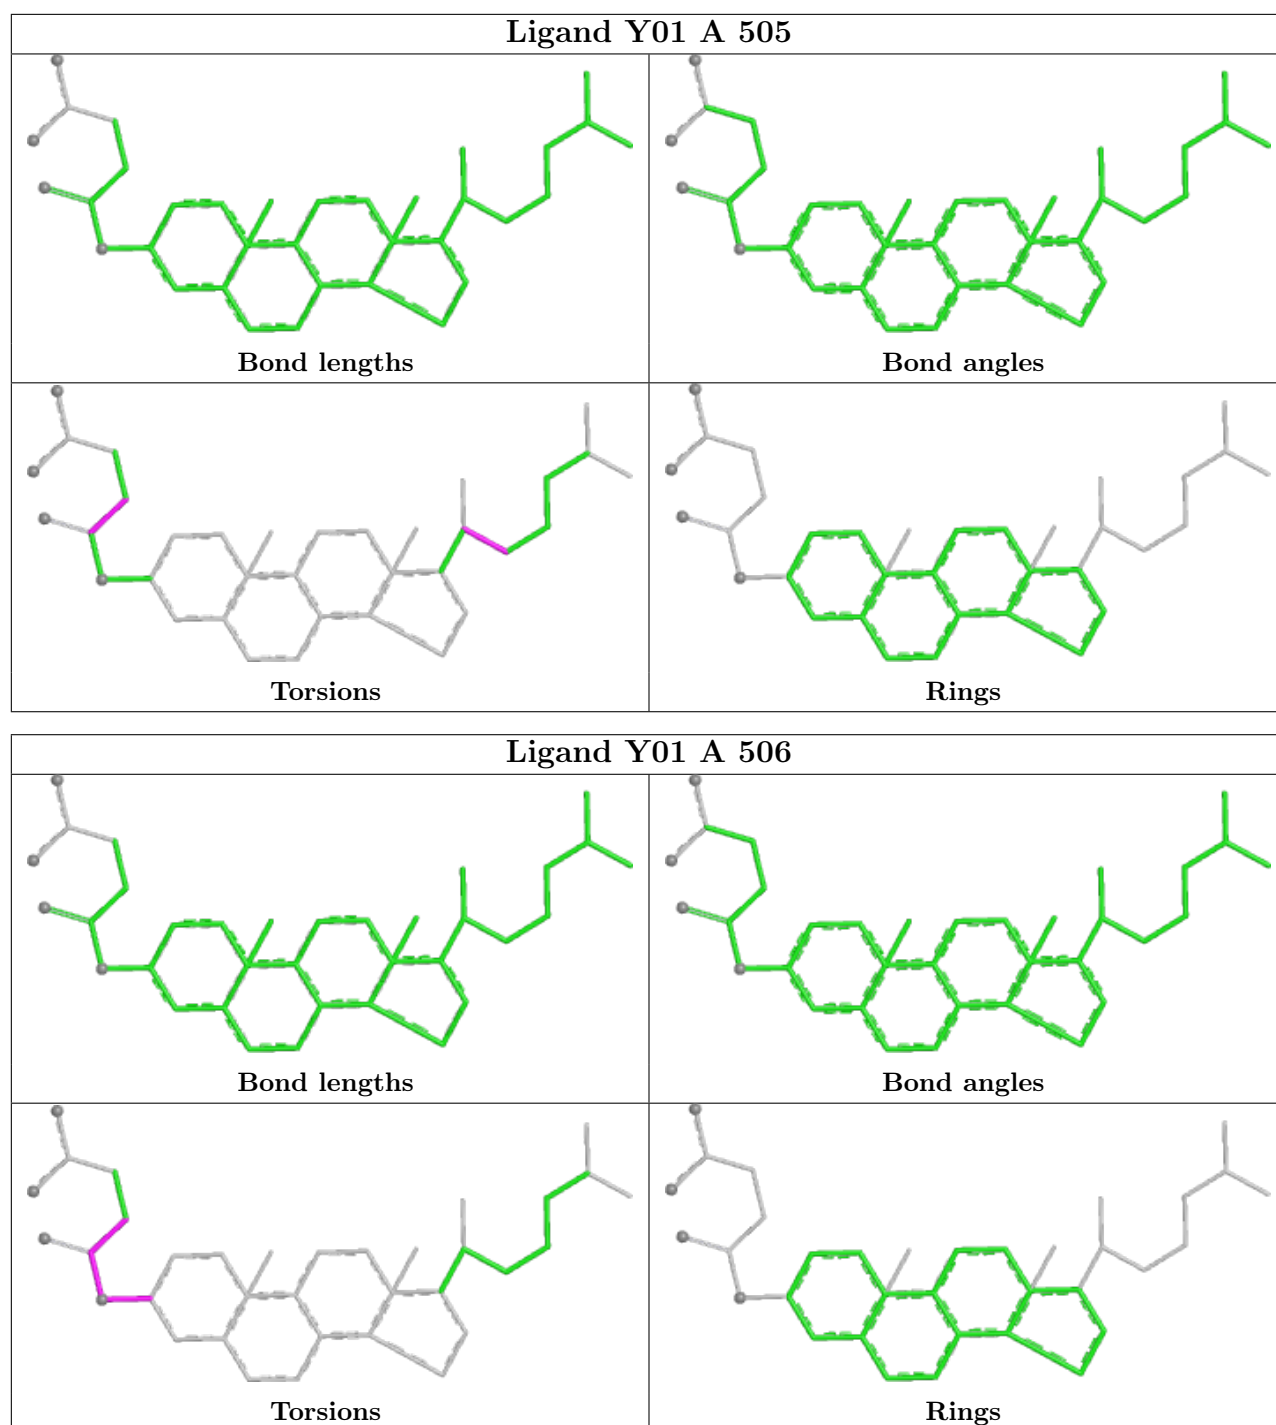 Ligand Y01 A 505
Bond lengths
Bond angles
Torsions
Rings
Ligand Y01 A 506
Bond lengths
Bond angles
Torsions
Rings